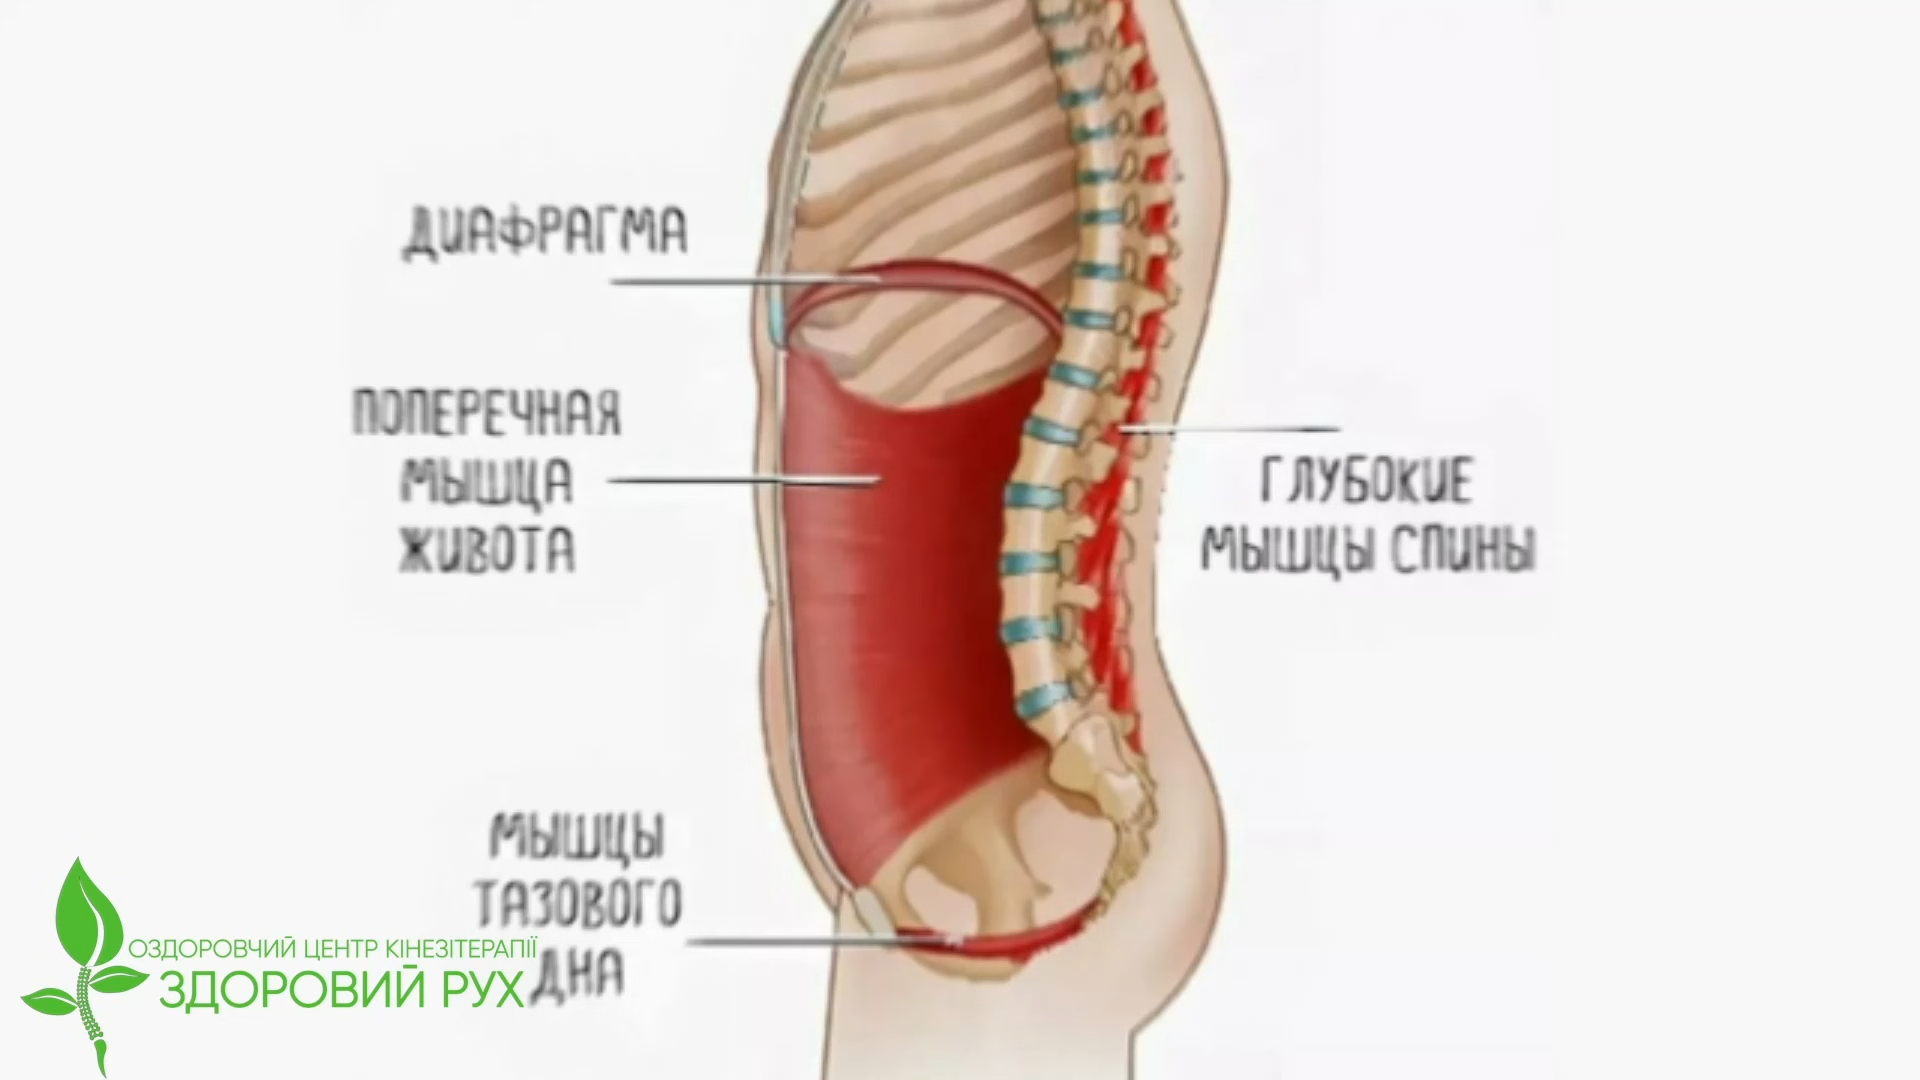 ДИАФРАГМА
ПОПЕРЕЧНАЯ
МЫШЦА
ЖИВОТА
ГЛУБОКИЕ
МЫШЦЫ СПИНЫ
МЫШЦЫ
ТАЗОВОГО
ДНА
ОЗДОРОВЧИЙ ЦЕНТР КІНЕЗІТЕРАПІЇ
ЗДОРОВИЙ РУХ